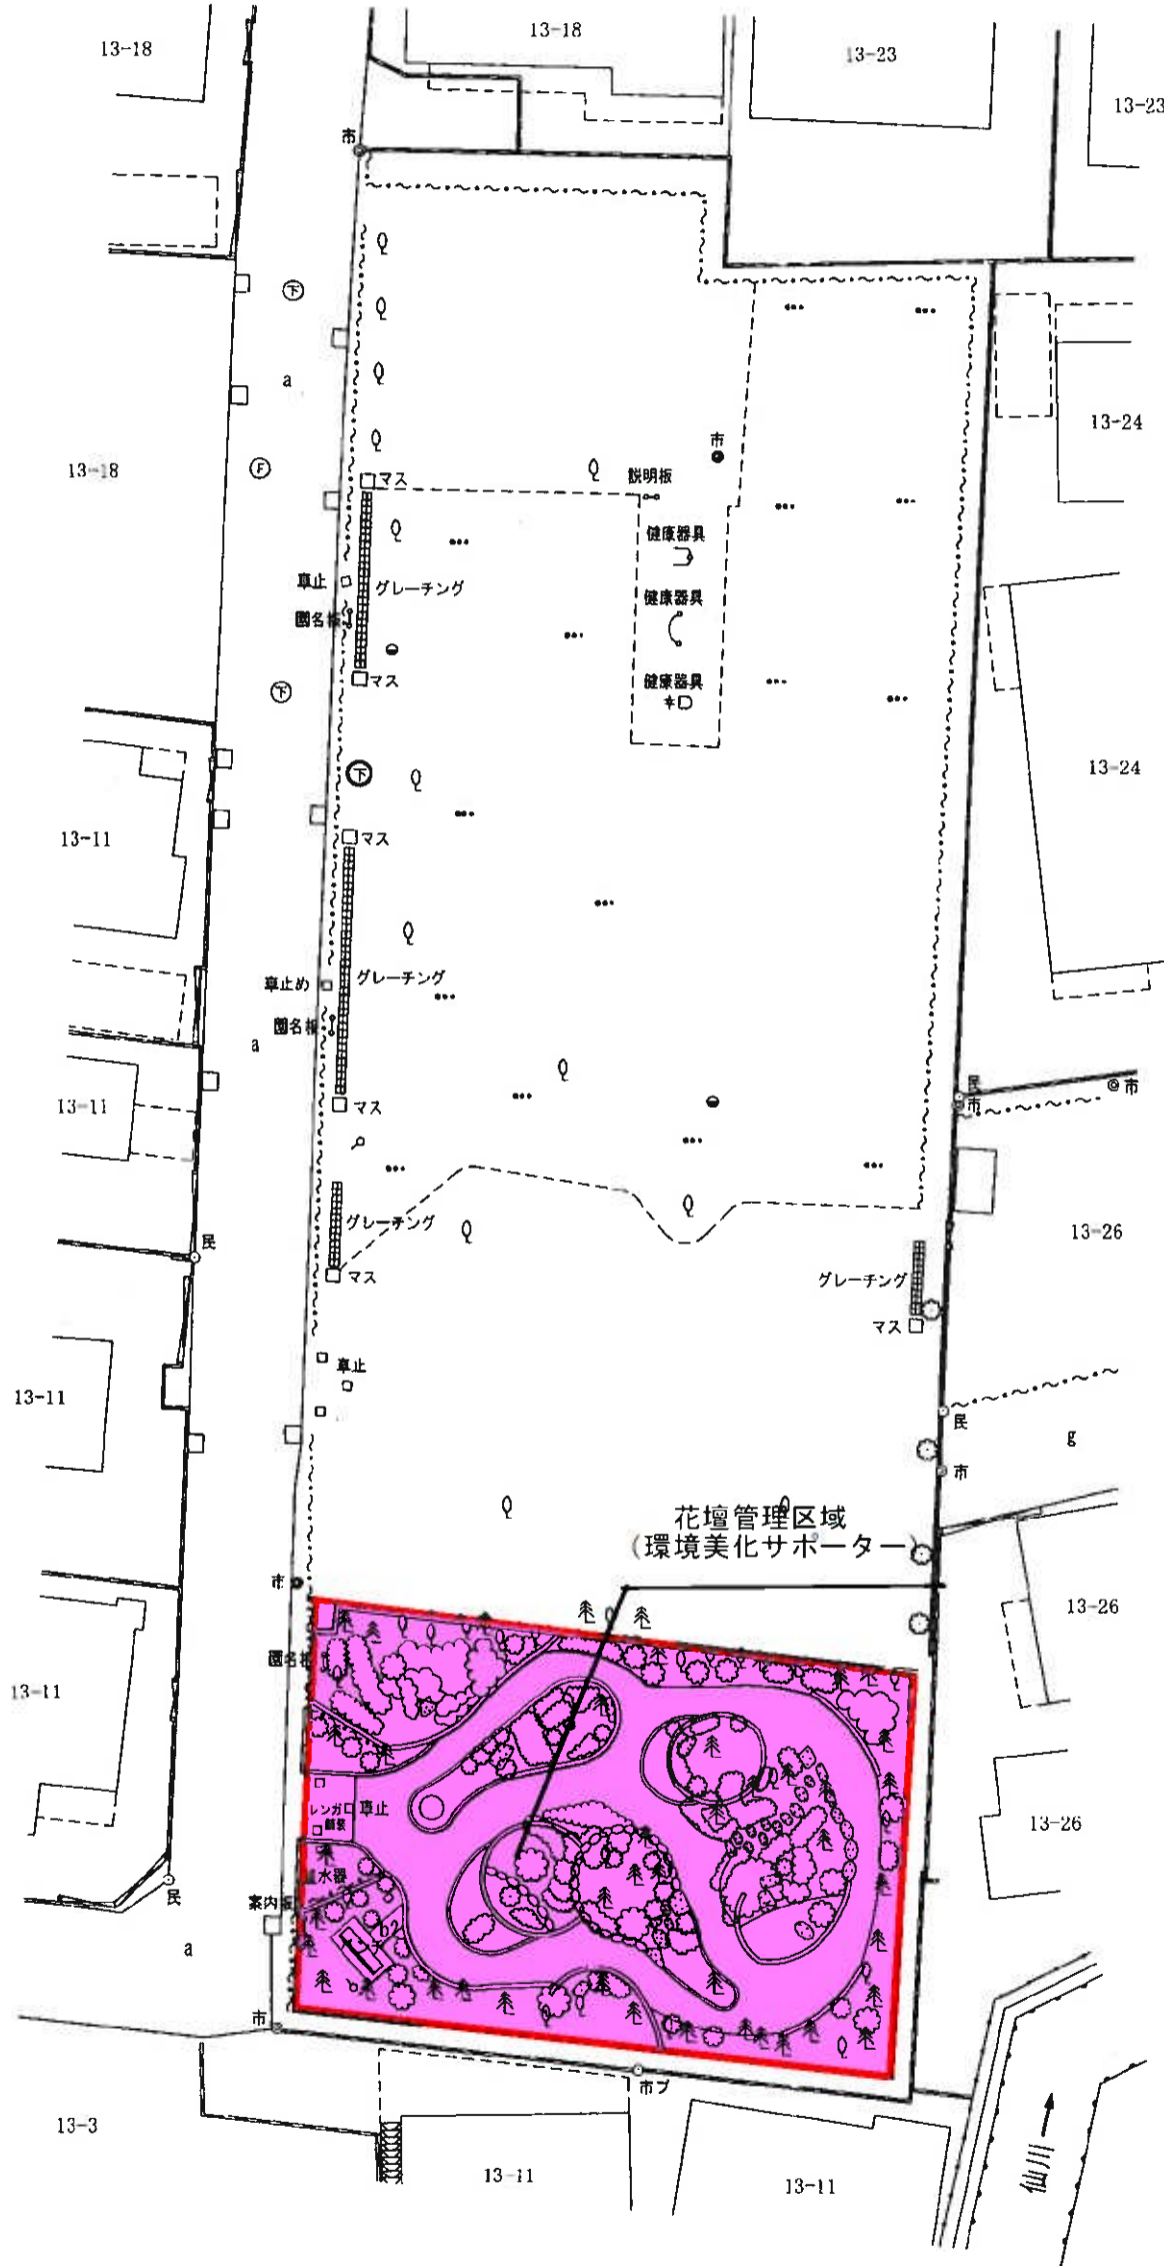 13-18
13-18
13-23
13-23
市
下
a
13-24
市
13-18
F
説明板
マス
健康器具
車止
グレーチング
健康器具
園名板
マス
下
健康器具
下
13-24
マス
13-11
車止め
グレーチング
園名板
a
民
市
市
13-11
マス
グレーチング
13-26
民
マス
グレーチング
マス
車止
13-11
民
g
市
花壇管理区域
(環境美化サポーター)
市
13-26
園名板
13-11
レンガ
舗装
車止
13-26
水器
民
案内板
a
市
市プ
13-3
13-11
13-11
仙川